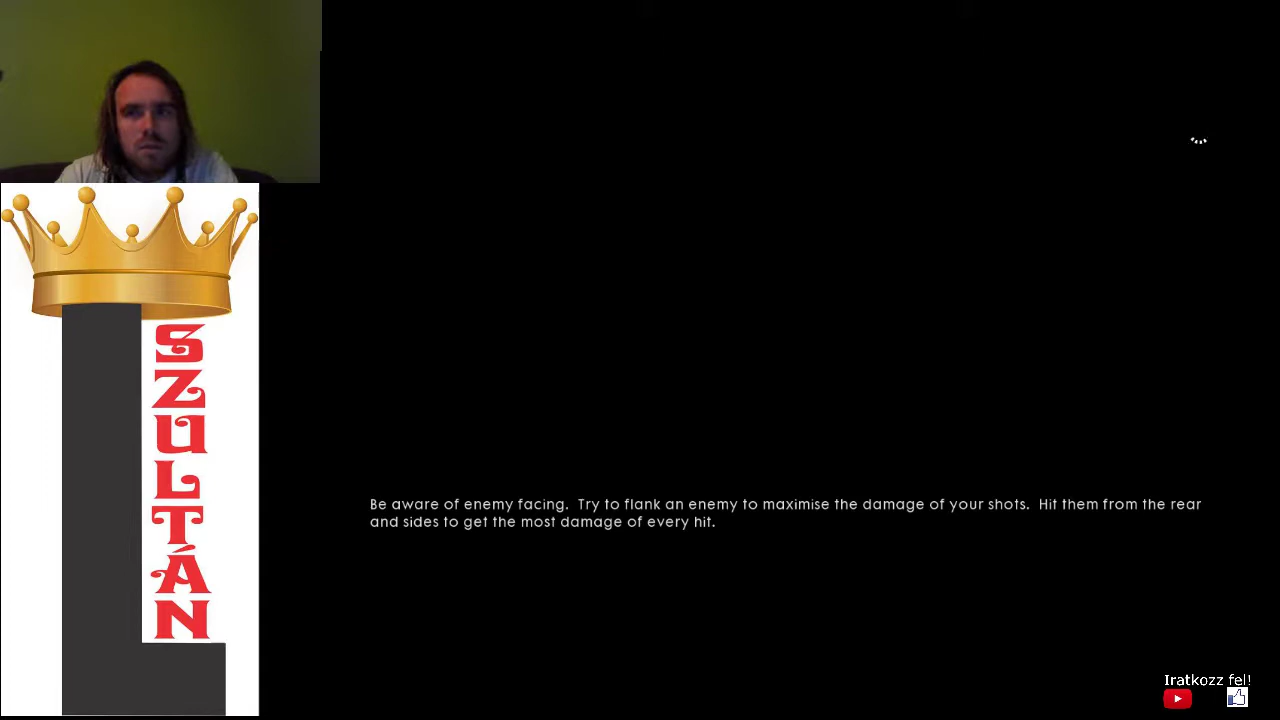 L
SZULTÁN
Be aware of enemy facing.  Try to flank an enemy to maximise the damage of your shots.  Hit them from the rear
and sides to get the most damage of every hit.
Iratkozz fel!